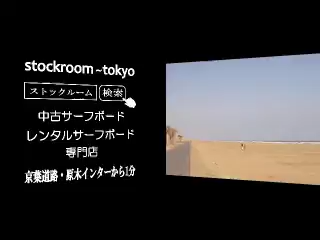 stockroom ~tokyo
ストックルーム 検索
中古サーフボード
レンタルサーフボード
専門店
京葉道路・原木インターから1分